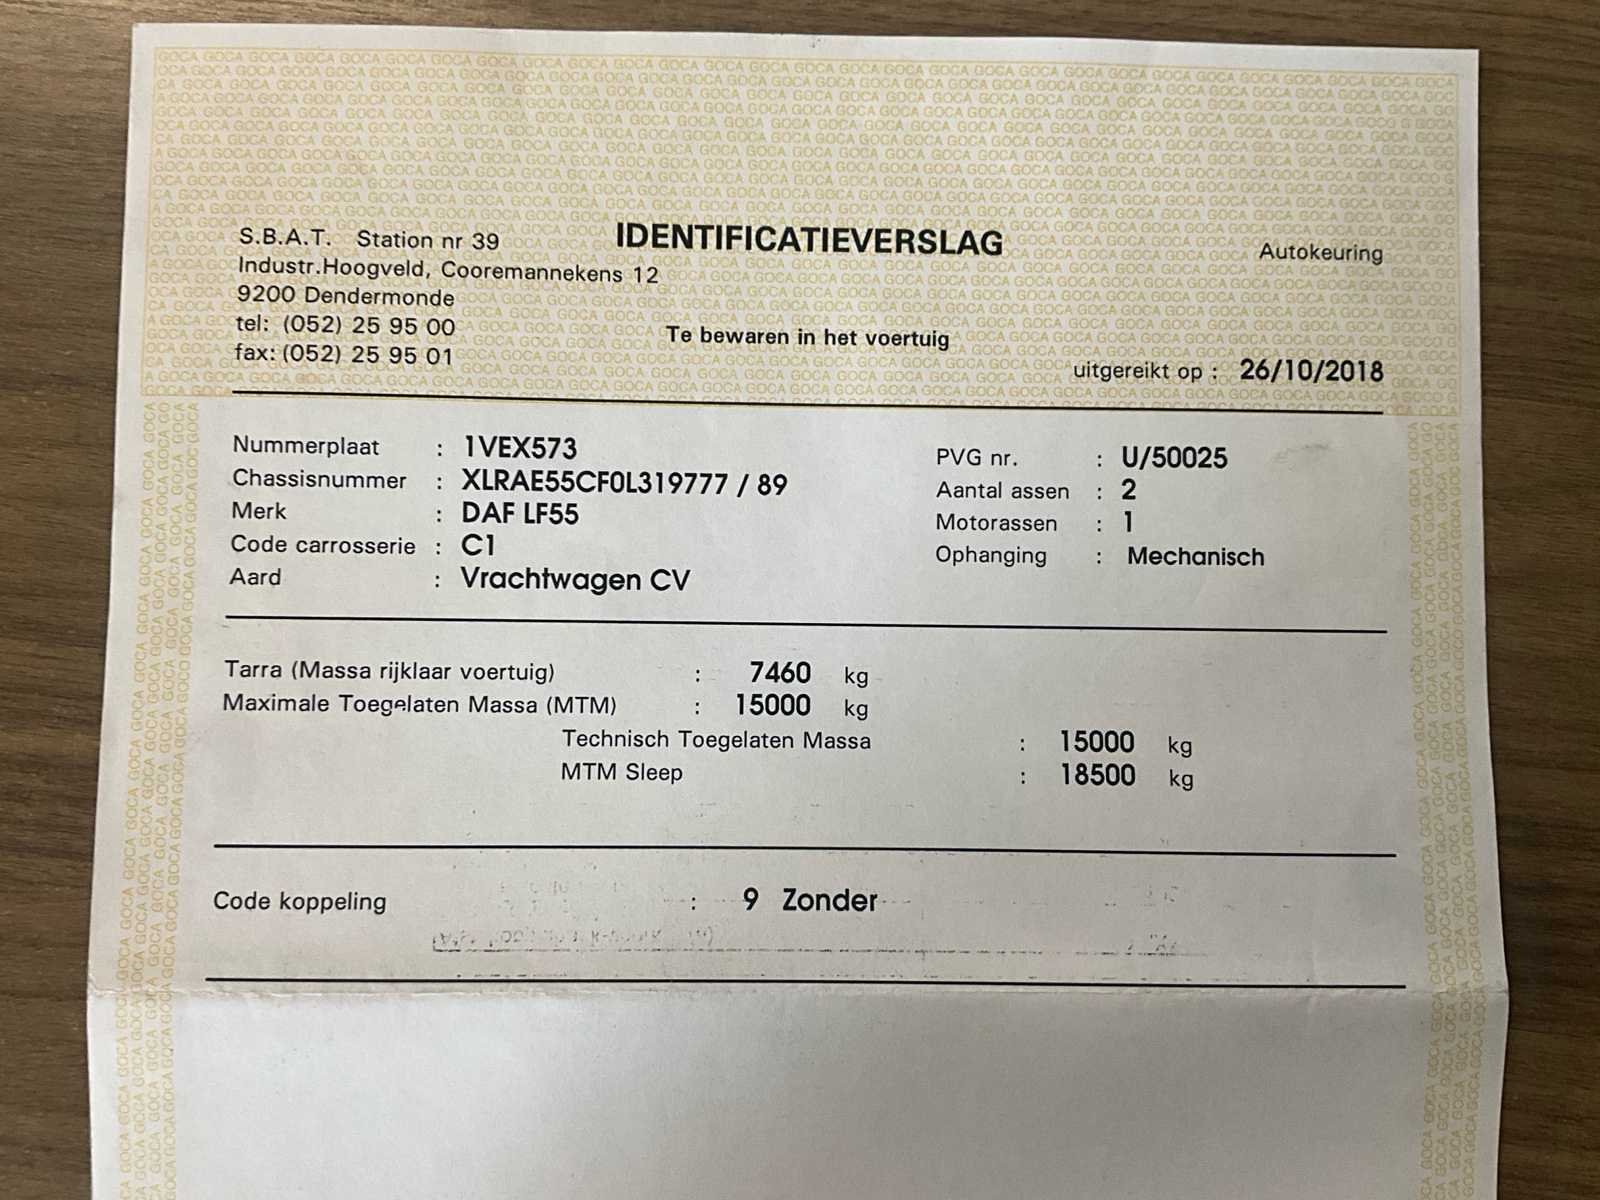 S.B.A.T. Station nr 39
IDENTIFICATIEVERSLAG
Autokeuring
Industr.Hoogveld, Cooremannekens 12
9200 Dendermonde
tel: (052) 25 95 00
Te bewaren in het voertuig
fax: (052) 25 95 01
uitgereikt op : 26/10/2018
Nummerplaat : 1VEX573
PVG nr. : U/50025
Chassisnummer : XLRAE55CF0L319777 / 89
Aantal assen : 2
Merk : DAF LF55
Motorassen : 1
Code carrosserie : C1
Ophanging : Mechanisch
Aard : Vrachtwagen CV
Tarra (Massa rijklaar voertuig) : 7460 kg
Maximale Toegelaten Massa (MTM) : 15000 kg
Technisch Toegelaten Massa : 15000 kg
MTM Sleep : 18500 kg
Code koppeling : 9 Zonder